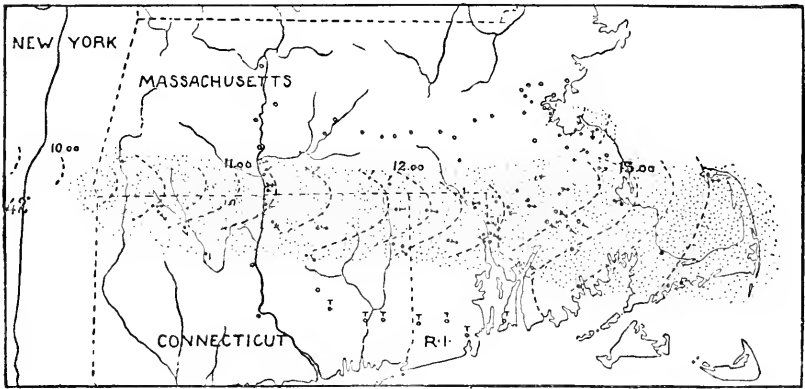 NEW YORK
MASSACHUSETTS
10.00
11.00
12.00
13.00
42°
CONNECTICUT
R.I.
T
T
T
T
T
T
T